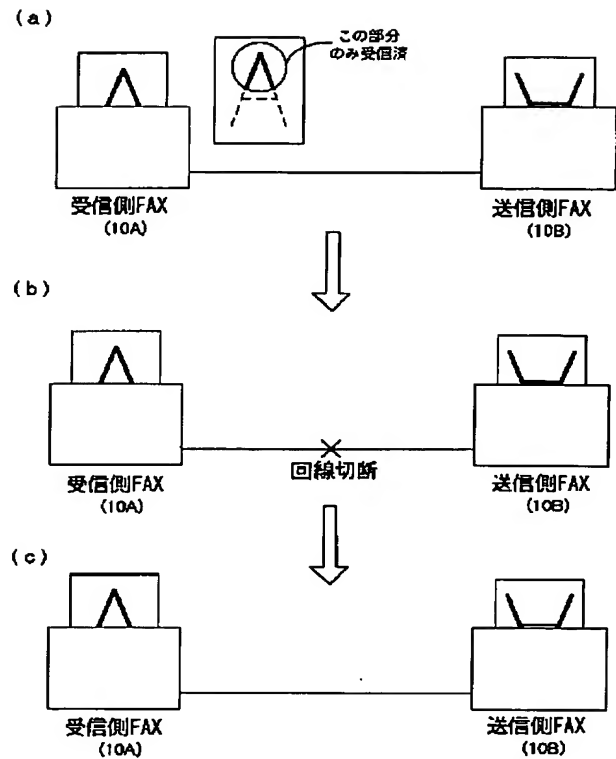 (a)
この部分
のみ受信済
受信側FAX
(10A)
送信側FAX
(10B)
(b)
回線切断
受信側FAX
(10A)
送信側FAX
(10B)
(c)
受信側FAX
(10A)
送信側FAX
(10B)